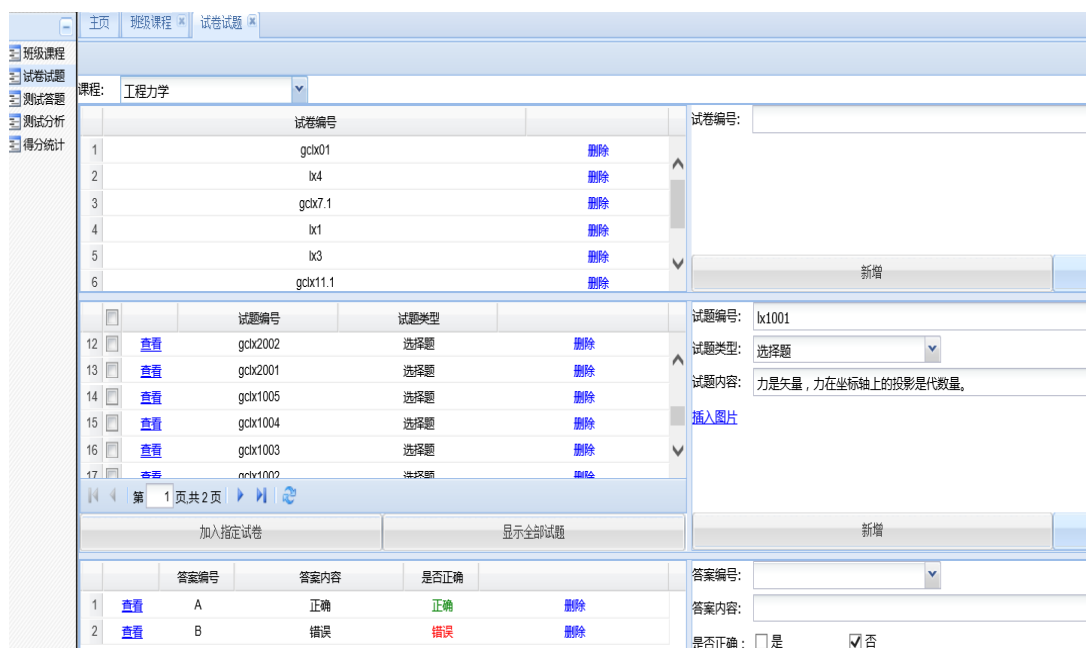 主页 班级课程 试卷试题
班级课程
试卷试题
测试答题
测试分析
得分统计
课程: 工程力学
试卷编号
1 gclx01 删除
2 lx4 删除
3 gclx7.1 删除
4 lx1 删除
5 lx3 删除
6 gclx11.1 删除
试卷编号:
新增
试题编号 试题类型
12 查看 gclx2002 选择题 删除
13 查看 gclx2001 选择题 删除
14 查看 gclx1005 选择题 删除
15 查看 gclx1004 选择题 删除
16 查看 gclx1003 选择题 删除
17 查看 gclx1002 选择题 删除
第 1 页,共2页
加入指定试卷 显示全部试题
试题编号: lx1001
试题类型: 选择题
试题内容: 力是矢量，力在坐标轴上的投影是代数量。
插入图片
新增
答案编号 答案内容 是否正确
1 查看 A 正确 正确 删除
2 查看 B 错误 错误 删除
答案编号:
答案内容:
是否正确: 是 否